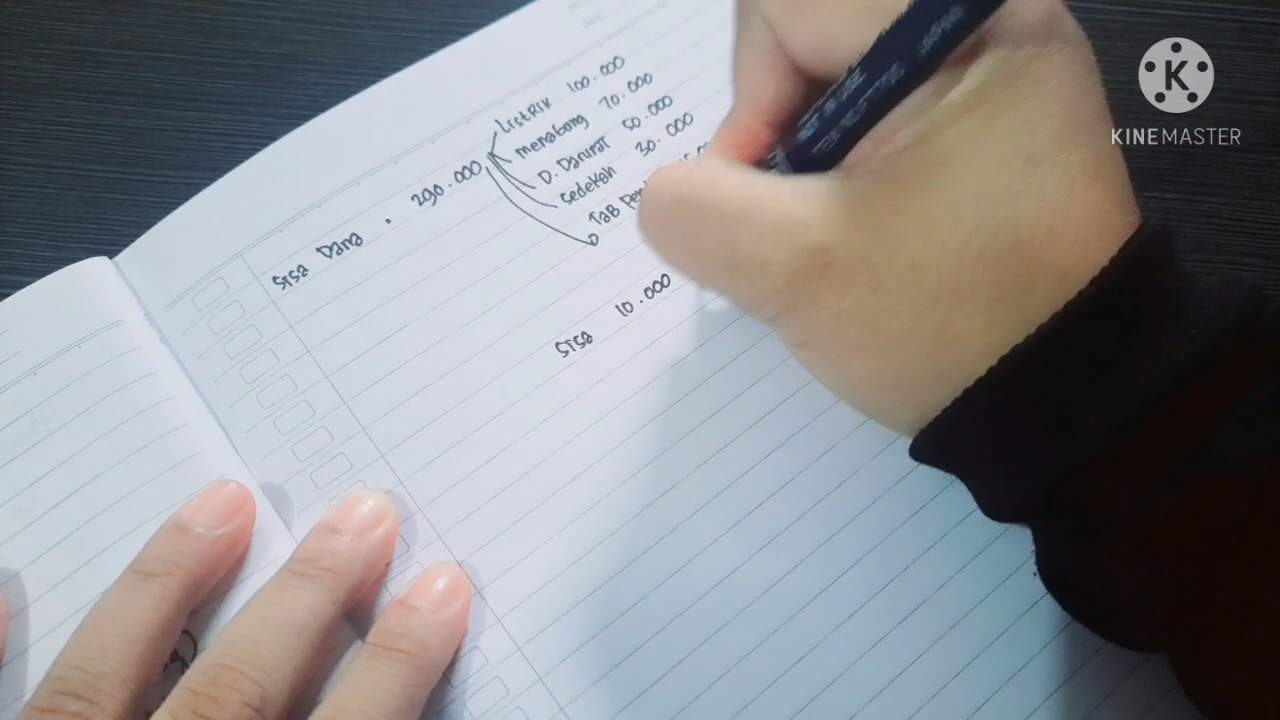 Listrik 100.000
menabung 70.000
D. Darurat 50.000
Sedekah 30.000
Tab
Sisa Dana . 290.000
Sisa 10.000
KINEMASTER
JAPAN